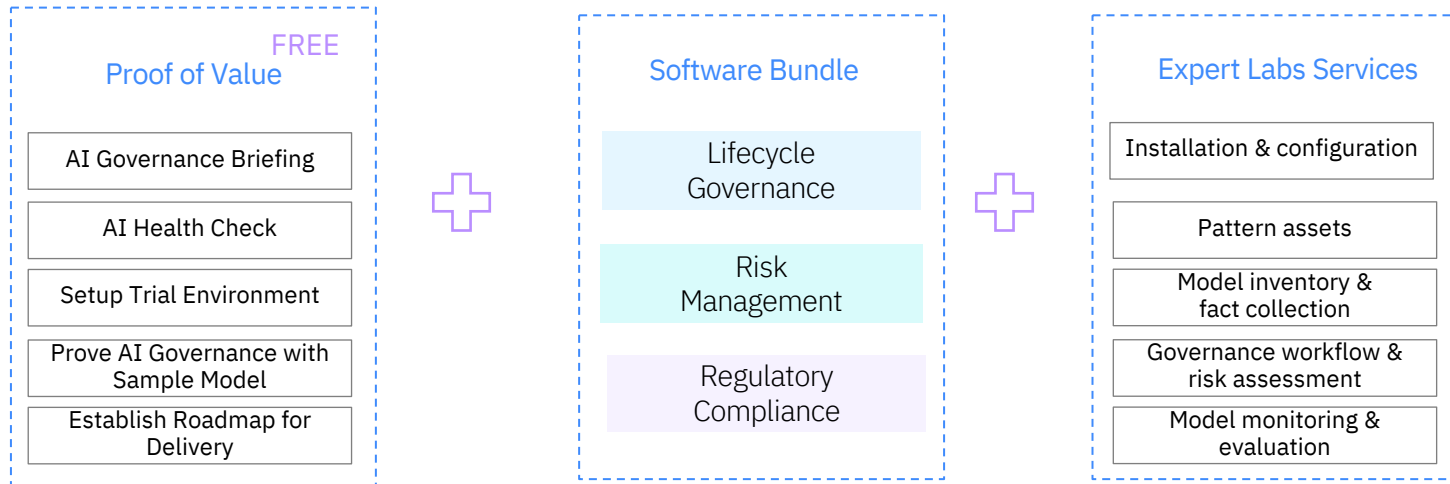 FREE
Proof of Value
AI Governance Briefing
AI Health Check
Setup Trial Environment
Prove AI Governance with
Sample Model
Establish Roadmap for
Delivery
Software Bundle
Lifecycle
Governance
Risk
Management
Regulatory
Compliance
Expert Labs Services
Installation & configuration
Pattern assets
Model inventory &
fact collection
Governance workflow &
risk assessment
Model monitoring &
evaluation